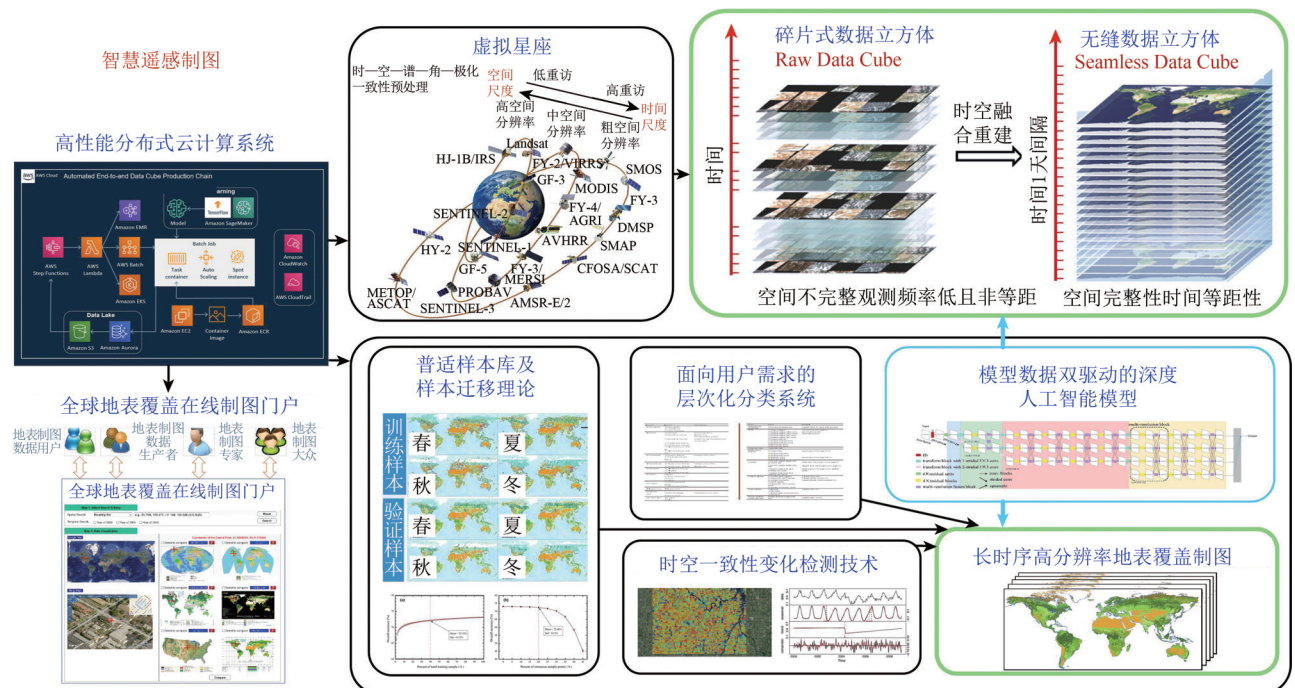 智慧遥感制图
高性能分布式云计算系统
aws
AWS Cloud
Automated End-to-end Data Cube Production Chain
arning
Model
TensorFlow
Amazon SageMaker
Amazon EMR
AWS Step Functions
AWS Lambda
AWS Batch
Amazon EKS
Batch Job
Task container
Auto Scaling
Spot instance
Amazon CloudWatch
AWS CloudTrail
Data Lake
Amazon S3
Amazon Aurora
Amazon EC2
Container Image
Amazon ECR
全球地表覆盖在线制图门户
地表制图数据用户
地表制图数据生产者
地表制图专家
地表制图大众
全球地表覆盖在线制图门户
虚拟星座
时—空—谱—角—极化
一致性预处理
空间尺度
低重访
高重访
时间尺度
高空间分辨率
中空间分辨率
粗空间分辨率
Landsat
HJ-1B/IRS
FY-2/VIRRS
GF-3
SMOS
MODIS
FY-3
SENTINEL-2
FY-4/AGRI
DMSP
HY-2
SENTINEL-1
AVHRR
SMAP
GF-5
FY-3/MERSI
CFOSA/SCAT
METOP/ASCAT
PROBAV
AMSR-E/2
SENTINEL-3
碎片式数据立方体
Raw Data Cube
时间
空间不完整观测频率低且非等距
时空融合重建
无缝数据立方体
Seamless Data Cube
时间1天间隔
空间完整性时间等距性
普适样本库及
样本迁移理论
训练样本
春
夏
秋
冬
验证样本
春
夏
秋
冬
(a)
(b)
面向用户需求的
层次化分类系统
模型数据双驱动的深度
人工智能模型
时空一致性变化检测技术
Time
长时序高分辨率地表覆盖制图